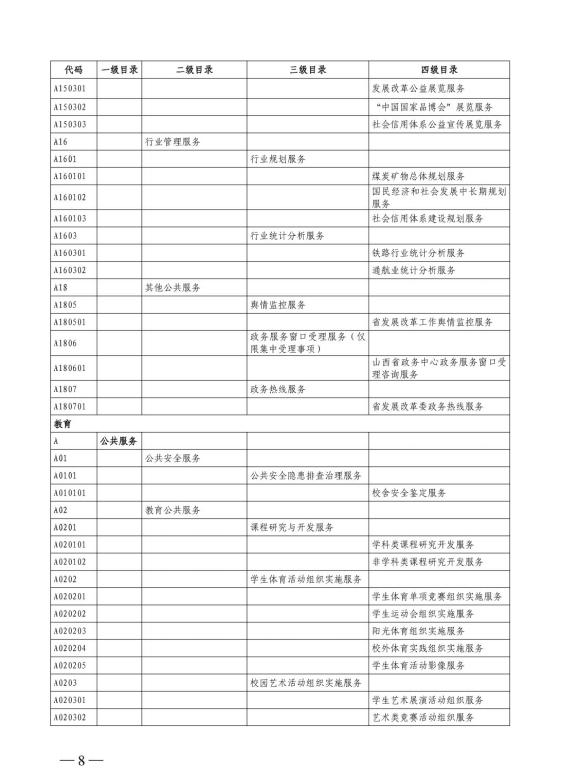 代码 一级目录 二级目录 三级目录 四级目录
A150301 发展改革公益展览服务
A150302 “中国国家品博会”展览服务
A150303 社会信用体系公益宣传展览服务
A16 行业管理服务
A1601 行业规划服务
A160101 煤炭矿物总体规划服务
A160102 国民经济和社会发展中长期规划
服务
A160103 社会信用体系建设规划服务
A1603 行业统计分析服务
A160301 铁路行业统计分析服务
A160302 通航业统计分析服务
A18 其他公共服务
A1805 舆情监控服务
A180501 省发展改革工作舆情监控服务
A1806 政务服务窗口受理服务（仅
限集中受理事项）
A180601 山西省政务中心政务服务窗口受
理咨询服务
A1807 政务热线服务
A180701 省发展改革委政务热线服务
教育
A 公共服务
A01 公共安全服务
A0101 公共安全隐患排查治理服务
A010101 校舍安全鉴定服务
A02 教育公共服务
A0201 课程研究与开发服务
A020101 学科类课程研究开发服务
A020102 非学科类课程研究开发服务
A0202 学生体育活动组织实施服务
A020201 学生体育单项竞赛组织实施服务
A020202 学生运动会组织实施服务
A020203 阳光体育组织实施服务
A020204 校外体育实践组织实施服务
A020205 学生体育活动影像服务
A0203 校园艺术活动组织实施服务
A020301 学生艺术展演活动组织服务
A020302 艺术类竞赛活动组织服务
— 8 —